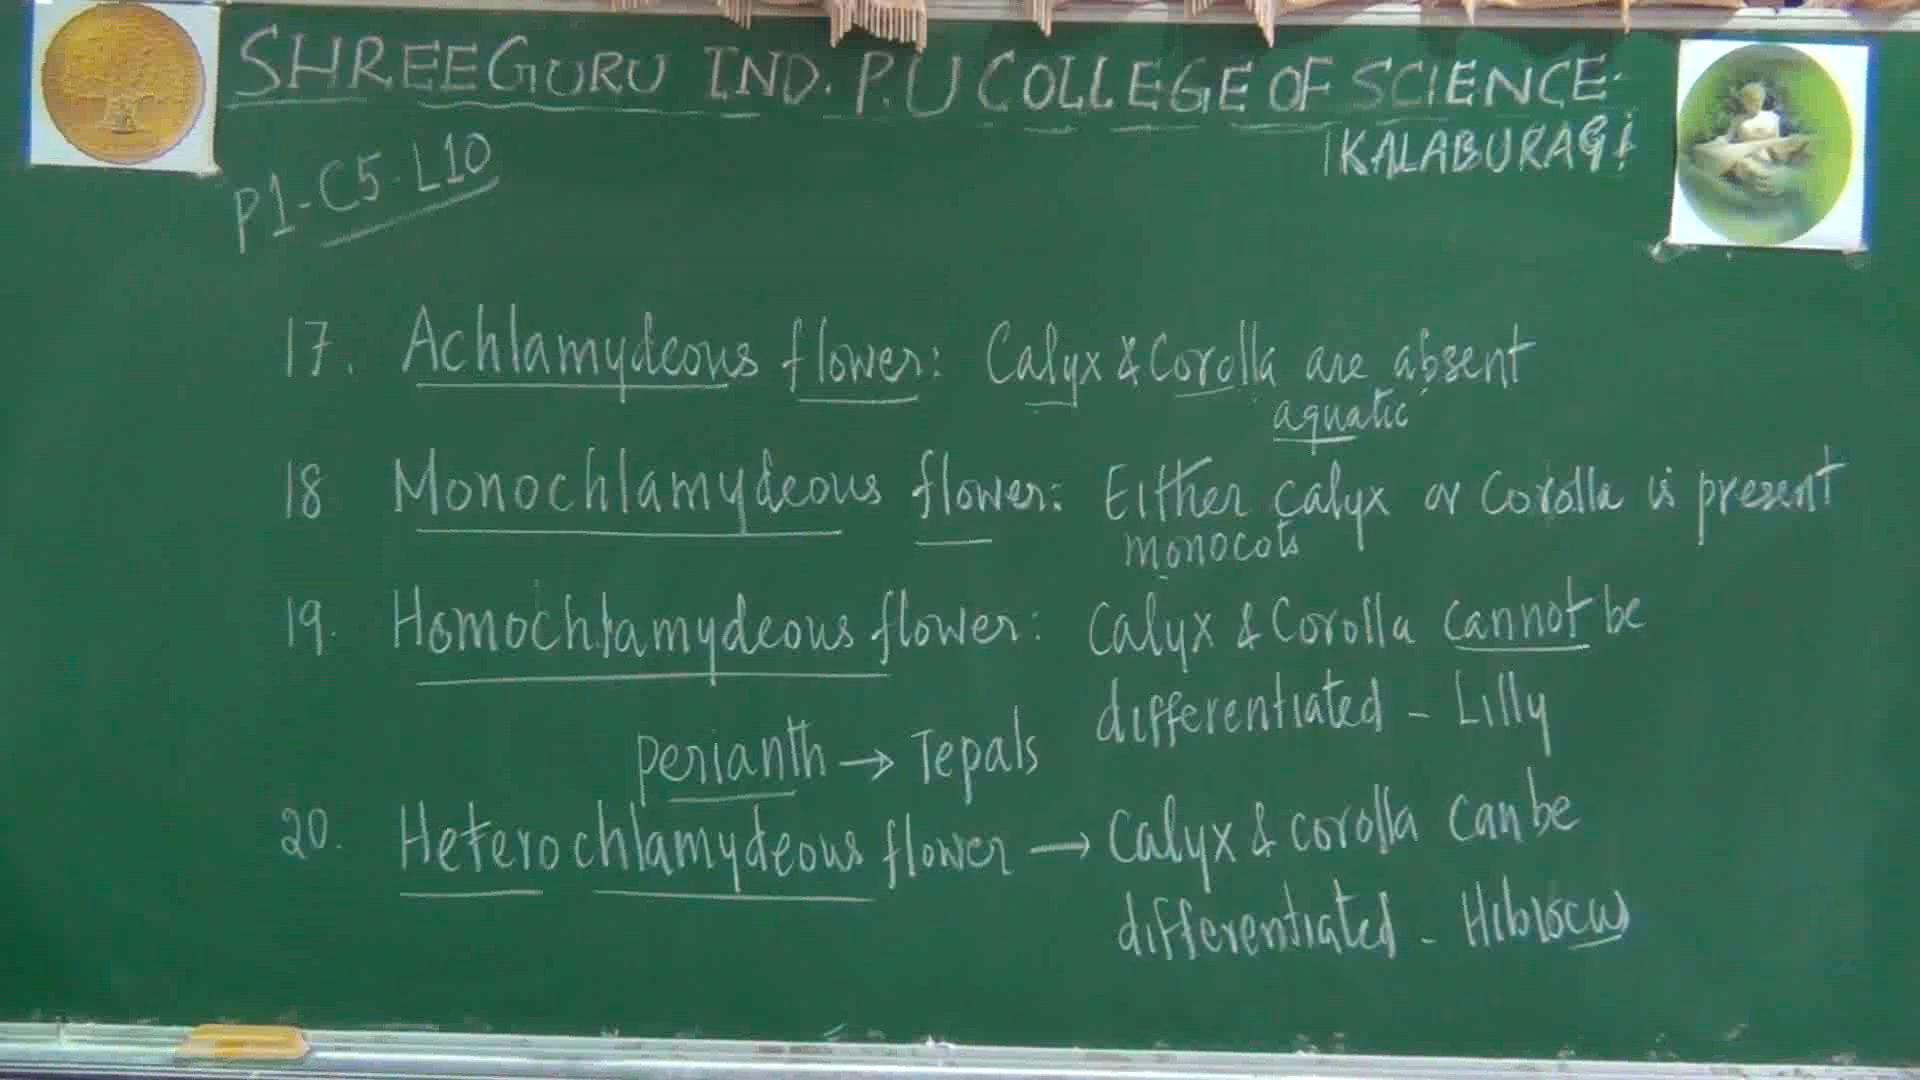 SHREEGURU IND. P.U COLLEGE OF SCIENCE.
KALABURAGI
P1-C5-L10
17. Achlamydeous flower: Calyx & Corolla are absent
aquatic
18 Monochlamydeous flower: Either calyx or corolla is present
monocots
19. Homochlamydeous flower: Calyx & Corolla cannot be
differentiated - Lilly
Perianth → Tepals
20. Heterochlamydeous flower → Calyx & corolla can be
differentiated - Hibiscus